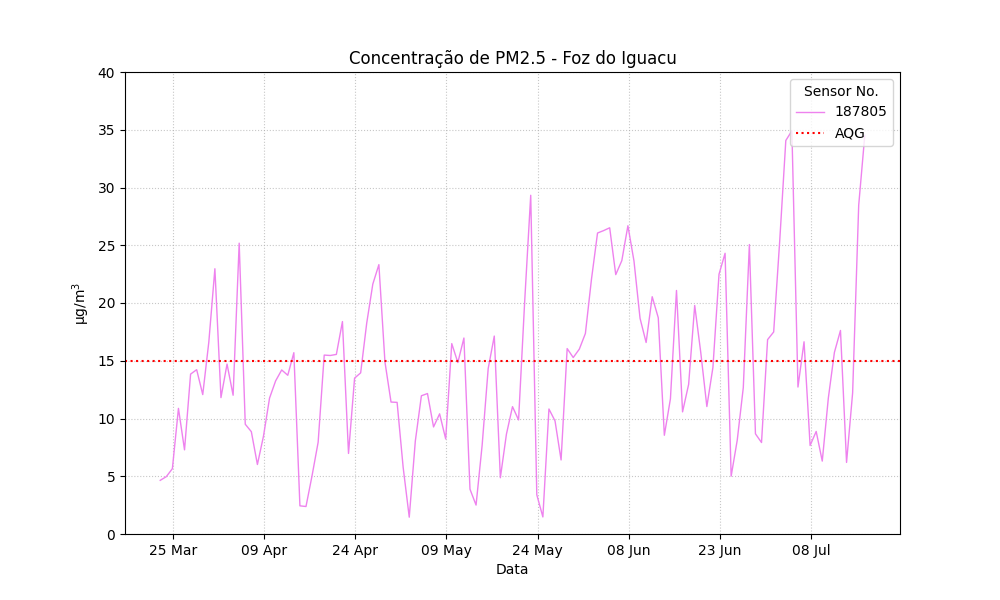 Concentração de PM2.5 - Foz do Iguacu
Sensor No.
187805
AQG
40
35
30
25
20
15
10
5
0
µg/m³
25 Mar
09 Apr
24 Apr
09 May
24 May
08 Jun
23 Jun
08 Jul
Data